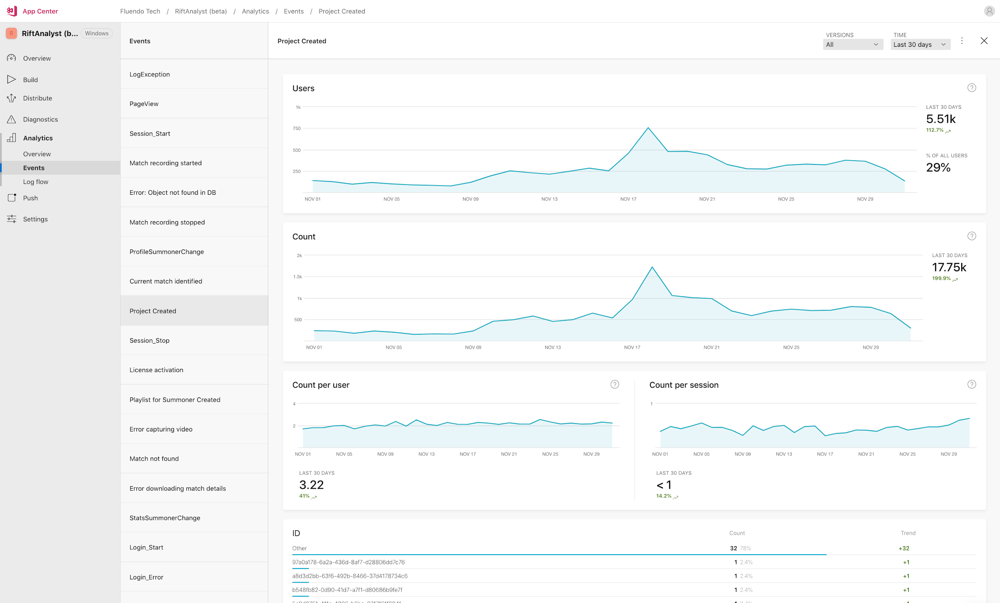 App Center
Fluendo Tech / RiftAnalyst (beta) / Analytics / Events / Project Created
R RiftAnalyst (b... Windows
Overview
Build
Distribute
Diagnostics
Analytics
Overview
Events
Log flow
Push
Settings
Events
LogException
PageView
Session_Start
Match recording started
Error: Object not found in DB
Match recording stopped
ProfileSummonerChange
Current match identified
Project Created
Session_Stop
License activation
Playlist for Summoner Created
Error capturing video
Match not found
Error downloading match details
StatsSummonerChange
Login_Start
Login_Error
Project Created
VERSIONS
All
TIME
Last 30 days
Users
?
1k
750
500
250
NOV 01 NOV 05 NOV 09 NOV 13 NOV 17 NOV 21 NOV 25 NOV 29
LAST 30 DAYS
5.51k
112.7%
% OF ALL USERS
29%
Count
?
2k
1.5k
1k
500
NOV 01 NOV 05 NOV 09 NOV 13 NOV 17 NOV 21 NOV 25 NOV 29
LAST 30 DAYS
17.75k
199.9%
Count per user
?
4
2
NOV 01 NOV 05 NOV 09 NOV 13 NOV 17 NOV 21 NOV 25 NOV 29
LAST 30 DAYS
3.22
41%
Count per session
?
1
NOV 01 NOV 05 NOV 09 NOV 13 NOV 17 NOV 21 NOV 25 NOV 29
LAST 30 DAYS
< 1
14.2%
ID Count Trend
Other 32 78% +32
97a0a178-6a2a-436d-8af7-d28806dd7c76 1 2.4% +1
a8d3d2bb-63f6-492b-8466-37d4178734c6 1 2.4% +1
b548fb82-0d90-41d7-a7f1-d80686b9fe7f 1 2.4% +1